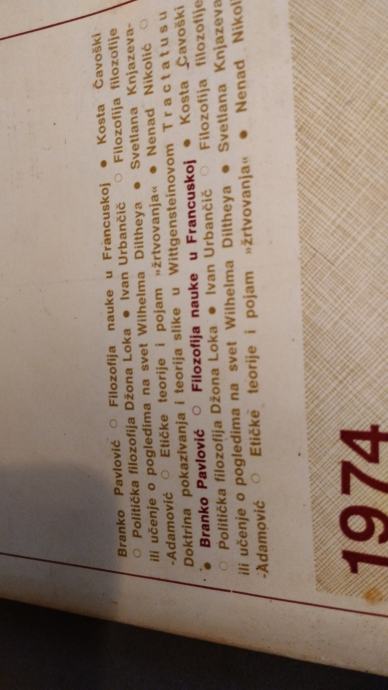 Branko Pavlović ○ Filozofija nauke u Francuskoj ● Kosta Čavoški
○ Politička filozofija Džona Loka ● Ivan Urbančič ○ Filozofija filozofije
ili učenje o pogledima na svet Wilhelma Diltheya ● Svetlana Knjazeva-
-Adamović ○ Etičke teorije i pojam »žrtvovanja« ● Nenad Nikolić ○
Doktrina pokazivanja i teorija slike u Wittgensteinovom Tractatusu
● Branko Pavlović ○ Filozofija nauke u Francuskoj ● Kosta Čavoški
○ Politička filozofija Džona Loka ● Ivan Urbančič ○ Filozofija filozofije
ili učenje o pogledima na svet Wilhelma Diltheya ● Svetlana Knjazeva
-Adamović ○ Etičke teorije i pojam »žrtvovanja« ● Nenad Nikoli
1974